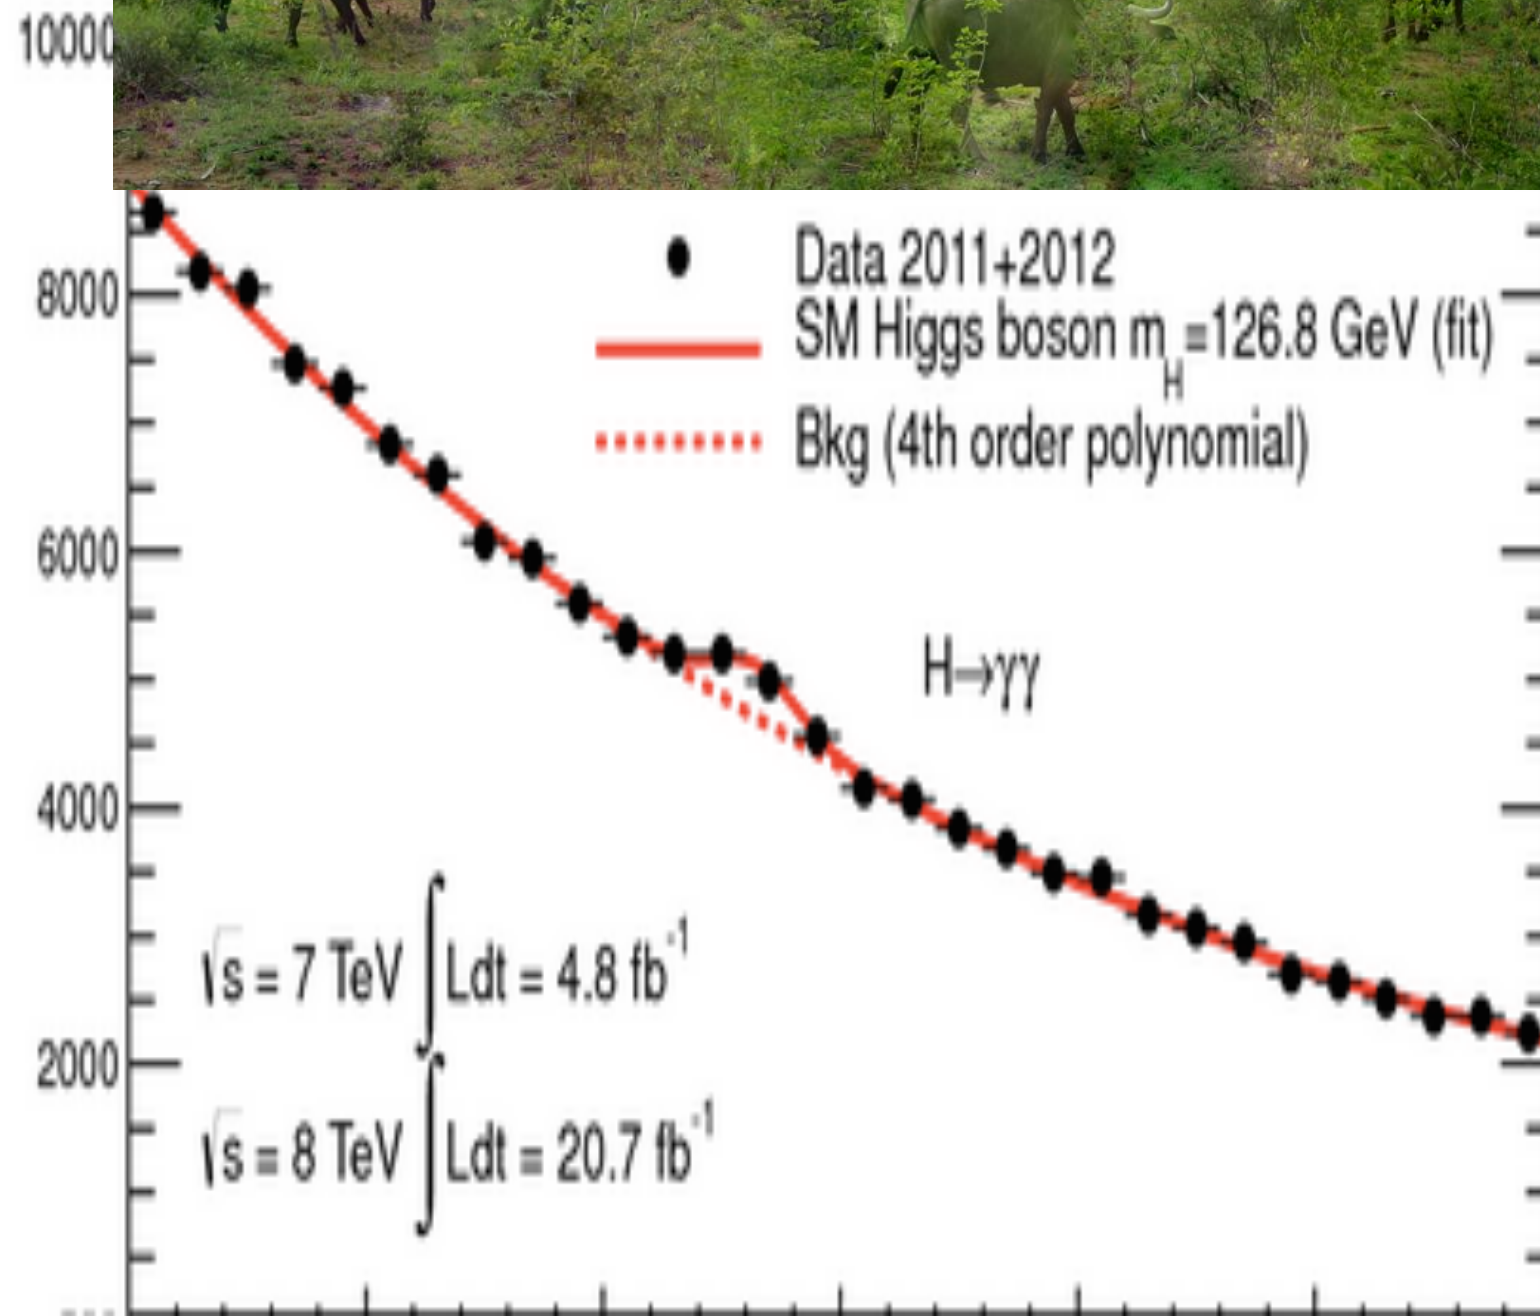 10000
Data 2011+2012
8000
SM Higgs boson m_H=126.8 GeV (fit)
Bkg (4th order polynomial)
6000
H→γγ
4000
√s = 7 TeV ∫Ldt = 4.8 fb⁻¹
2000
√s = 8 TeV ∫Ldt = 20.7 fb⁻¹